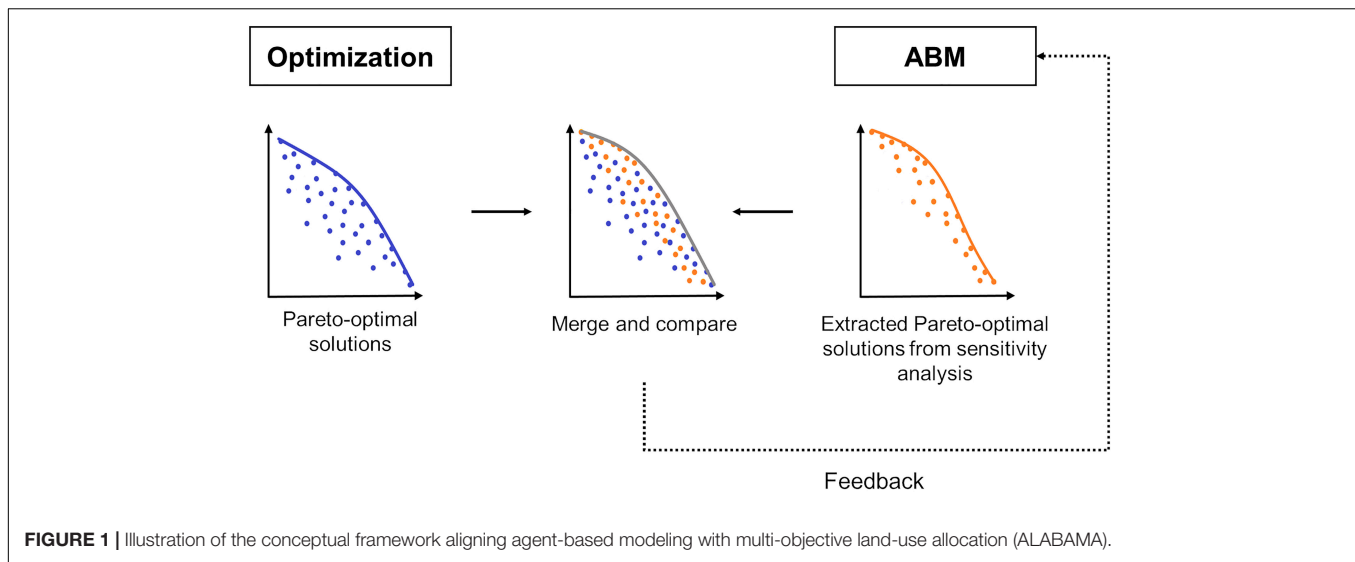 Optimization
ABM
Pareto-optimal
solutions
Merge and compare
Extracted Pareto-optimal
solutions from sensitivity
analysis
Feedback
FIGURE 1 | Illustration of the conceptual framework aligning agent-based modeling with multi-objective land-use allocation (ALABAMA).